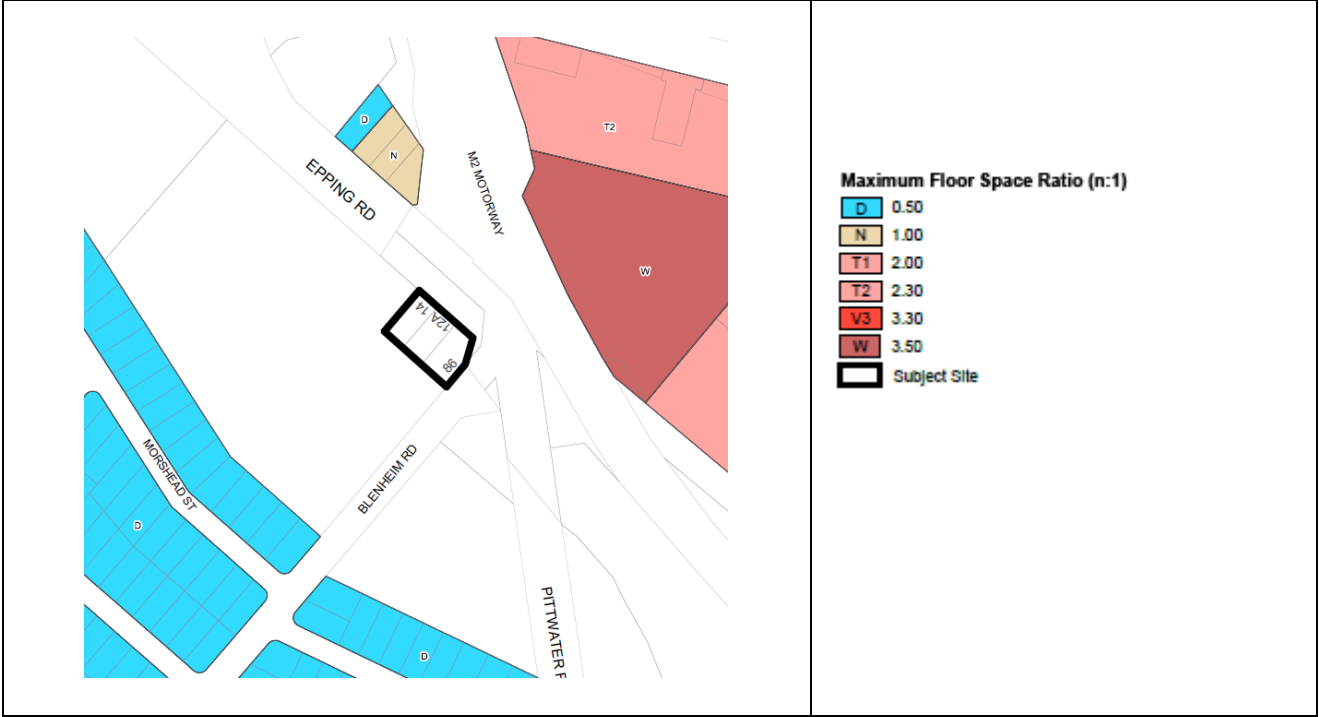 T2
D
N
EPPING RD
M2 MOTORWAY
W
12A 14
86
MORSHEAD ST
BLENHEIM RD
D
PITTWATER R
D
Maximum Floor Space Ratio (n:1)
D 0.50
N 1.00
T1 2.00
T2 2.30
V3 3.30
W 3.50
Subject Site